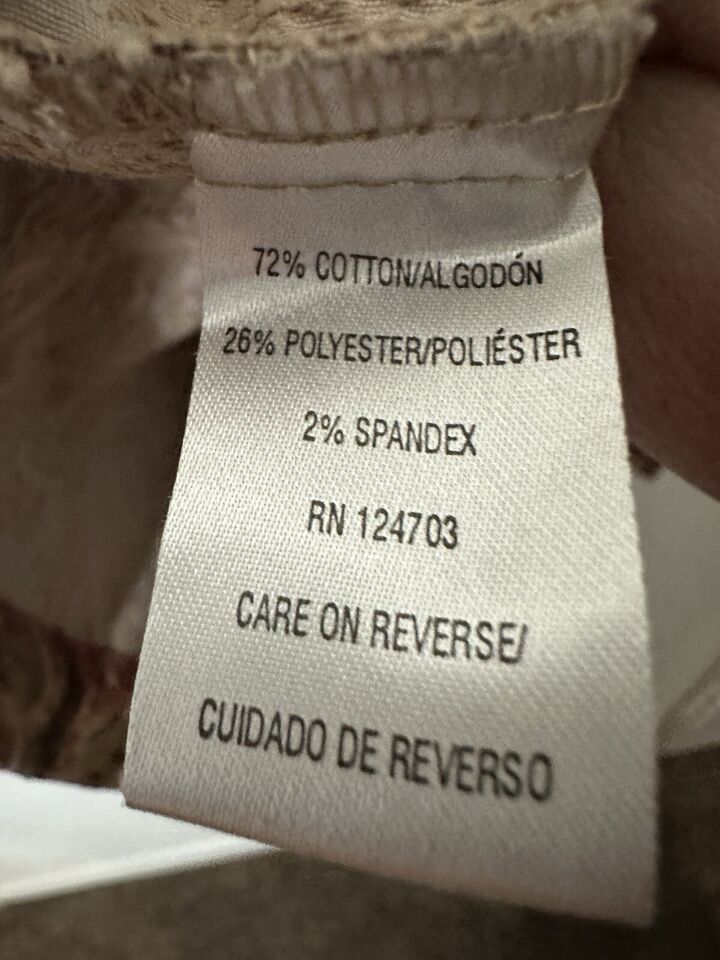 72% COTTON/ALGODÓN
26% POLYESTER/POLIÉSTER
2% SPANDEX
RN 124703
CARE ON REVERSE/
CUIDADO DE REVERSO